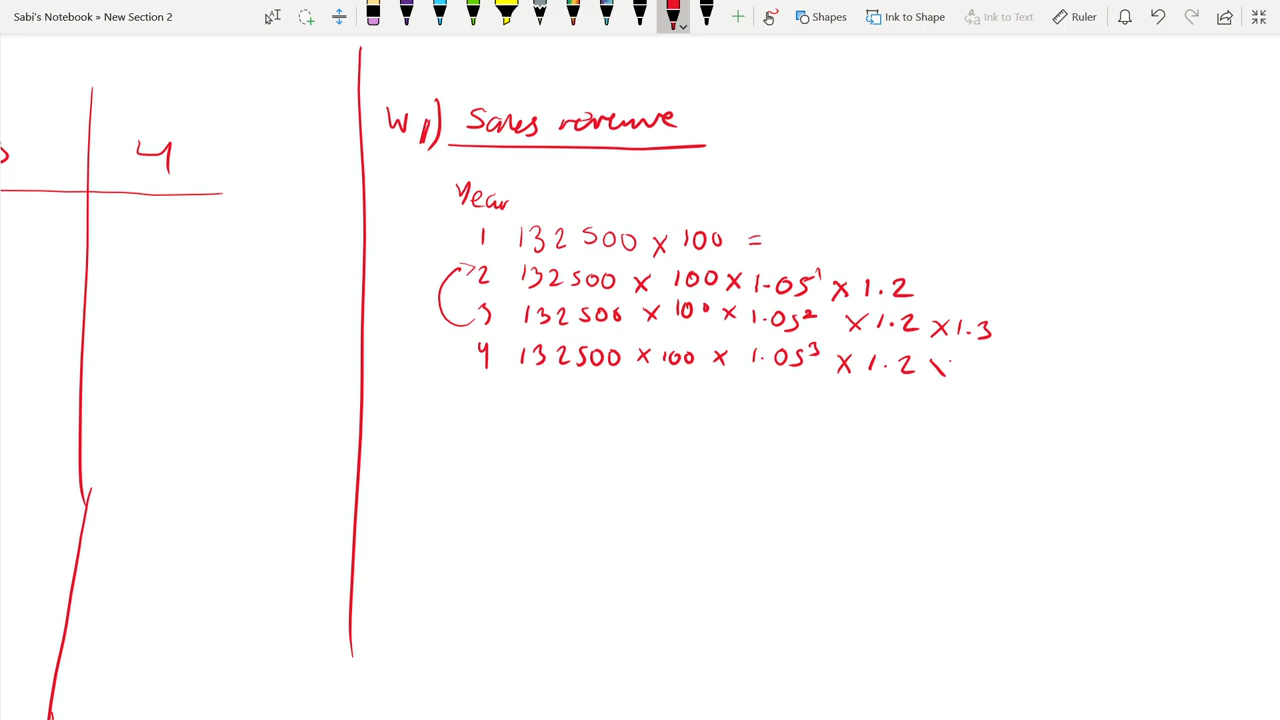 Sabi's Notebook » New Section 2
Shapes
Ink to Shape
Ink to Text
Ruler
4
W1) Sales revenue
Year
1 132 500 x 100 =
2 132500 x 100 x 1.05¹ x 1.2
3 132500 x 100 x 1.05² x 1.2 x 1.3
4 132500 x 100 x 1.05³ x 1.2 \